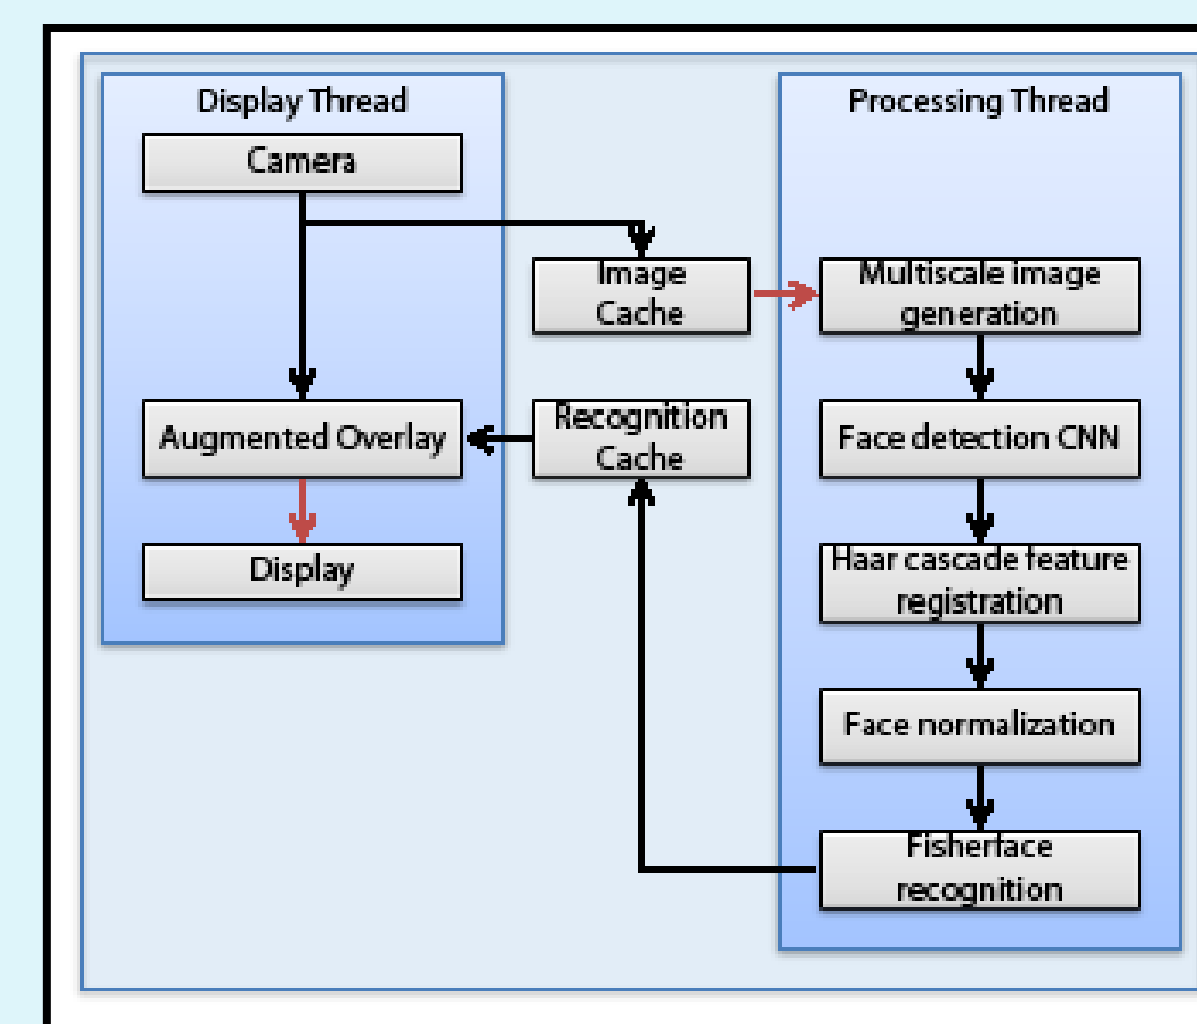 Display Thread
Camera
Augmented Overlay
Display
Image
Cache
Recognition
Cache
Processing Thread
Multiscale image
generation
Face detection CNN
Haar cascade feature
registration
Face normalization
Fisherface
recognition